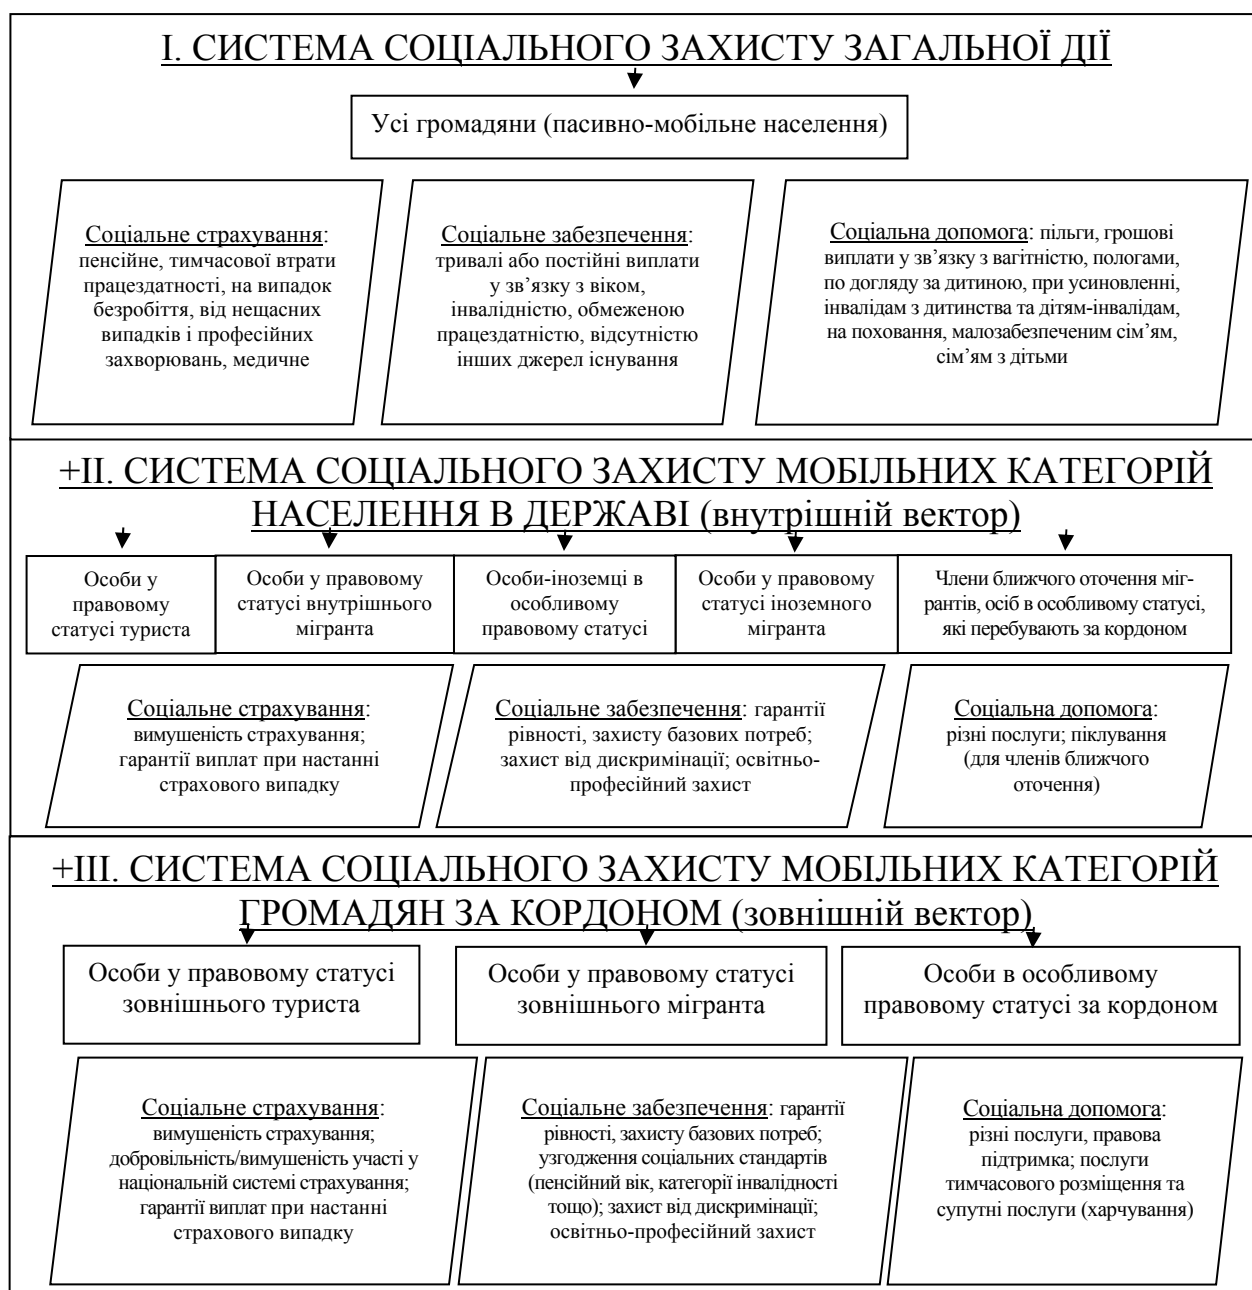 I. СИСТЕМА СОЦІАЛЬНОГО ЗАХИСТУ ЗАГАЛЬНОЇ ДІЇ
Усі громадяни (пасивно-мобільне населення)
Соціальне страхування:
пенсійне, тимчасової втрати
працездатності, на випадок
безробіття, від нещасних
випадків і професійних
захворювань, медичне
Соціальне забезпечення:
тривалі або постійні виплати
у зв’язку з віком,
інвалідністю, обмеженою
працездатністю, відсутністю
інших джерел існування
Соціальна допомога: пільги, грошові
виплати у зв’язку з вагітністю, пологами,
по догляду за дитиною, при усиновленні,
інвалідам з дитинства та дітям-інвалідам,
на поховання, малозабезпеченим сім’ям,
сім’ям з дітьми
+II. СИСТЕМА СОЦІАЛЬНОГО ЗАХИСТУ МОБІЛЬНИХ КАТЕГОРІЙ
НАСЕЛЕННЯ В ДЕРЖАВІ (внутрішній вектор)
Особи у
правовому
статусі туриста
Особи у правовому
статусі внутрішнього
мігранта
Особи-іноземці в
особливому
правовому статусі
Особи у правовому
статусі іноземного
мігранта
Члени ближчого оточення міг-
рантів, осіб в особливому статусі,
які перебувають за кордоном
Соціальне страхування:
вимушеність страхування;
гарантії виплат при настанні
страхового випадку
Соціальне забезпечення: гарантії
рівності, захисту базових потреб;
захист від дискримінації; освітньо-
професійний захист
Соціальна допомога:
різні послуги; піклування
(для членів ближчого
оточення)
+III. СИСТЕМА СОЦІАЛЬНОГО ЗАХИСТУ МОБІЛЬНИХ КАТЕГОРІЙ
ГРОМАДЯН ЗА КОРДОНОМ (зовнішній вектор)
Особи у правовому статусі
зовнішнього туриста
Особи у правовому статусі
зовнішнього мігранта
Особи в особливому
правовому статусі за кордоном
Соціальне страхування:
вимушеність страхування;
добровільність/вимушеність участі у
національній системі страхування;
гарантії виплат при настанні
страхового випадку
Соціальне забезпечення: гарантії
рівності, захисту базових потреб;
узгодження соціальних стандартів
(пенсійний вік, категорії інвалідності
тощо); захист від дискримінації;
освітньо-професійний захист
Соціальна допомога:
різні послуги, правова
підтримка; послуги
тимчасового розміщення та
супутні послуги (харчування)